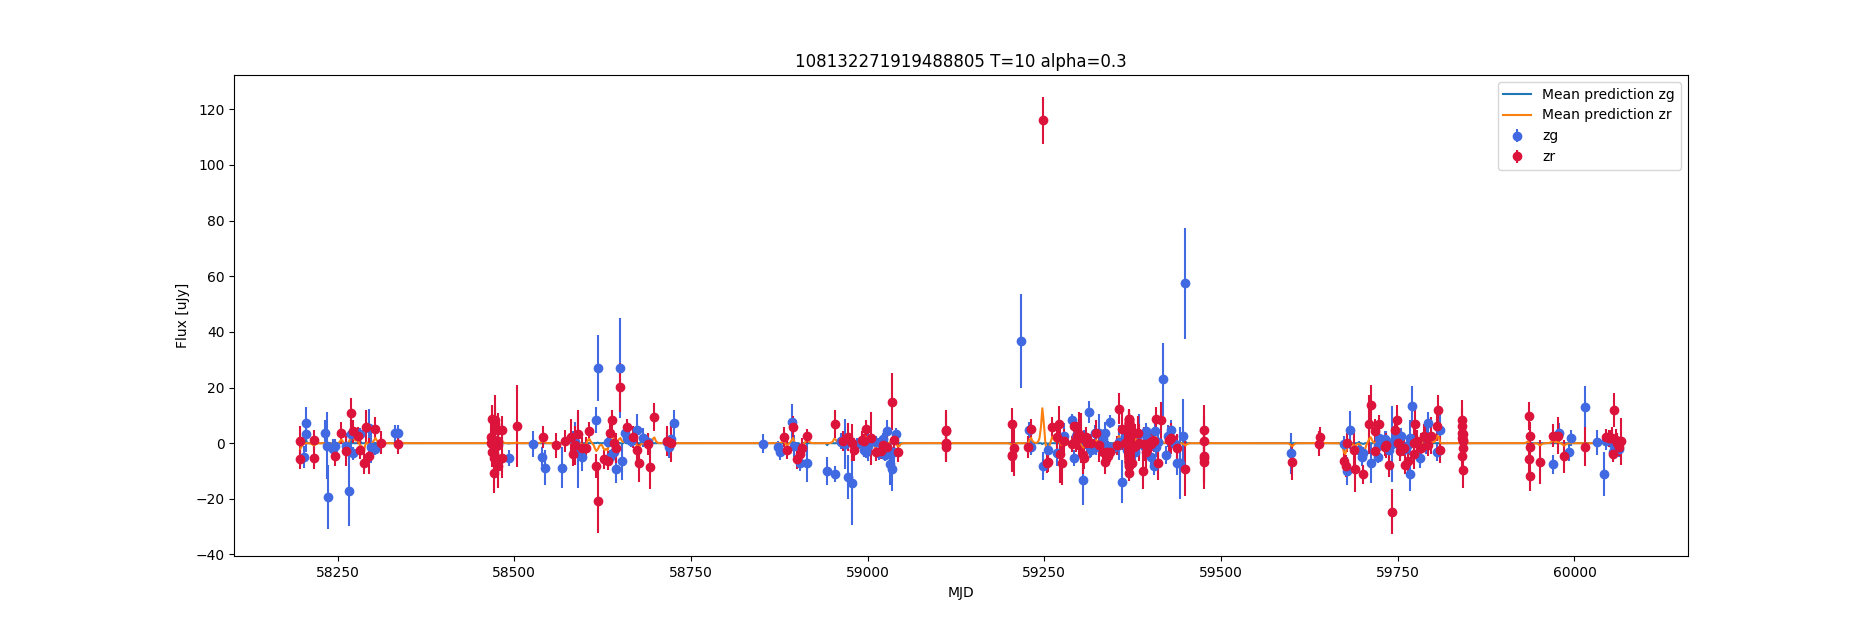 108132271919488805 T=10 alpha=0.3
Mean prediction zg
Mean prediction zr
zg
zr
120
100
80
60
40
20
0
−20
−40
Flux [uJy]
58250 58500 58750 59000 59250 59500 59750 60000
MJD